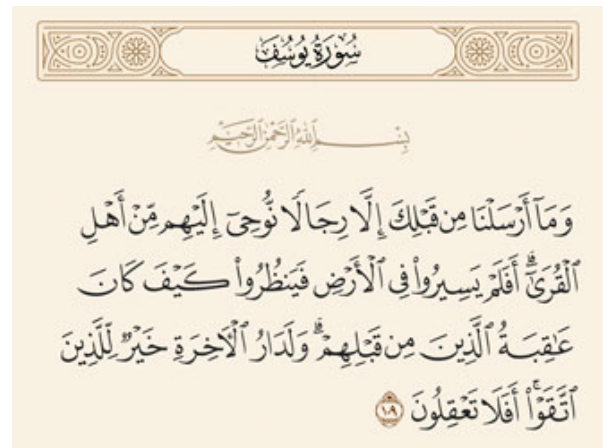 سُورَةُ يُوسُفَ
بِسْمِ ٱللَّهِ ٱلرَّحْمَٰنِ ٱلرَّحِيمِ
وَمَآ أَرْسَلْنَا مِن قَبْلِكَ إِلَّا رِجَالًا نُّوحِىٓ إِلَيْهِم مِّنْ أَهْلِ
ٱلْقُرَىٰٓ ۗ أَفَلَمْ يَسِيرُوا۟ فِى ٱلْأَرْضِ فَيَنظُرُوا۟ كَيْفَ كَانَ
عَٰقِبَةُ ٱلَّذِينَ مِن قَبْلِهِمْ ۗ وَلَدَارُ ٱلْءَاخِرَةِ خَيْرٌ لِّلَّذِينَ
ٱتَّقَوْا۟ ۗ أَفَلَا تَعْقِلُونَ ١٠٩